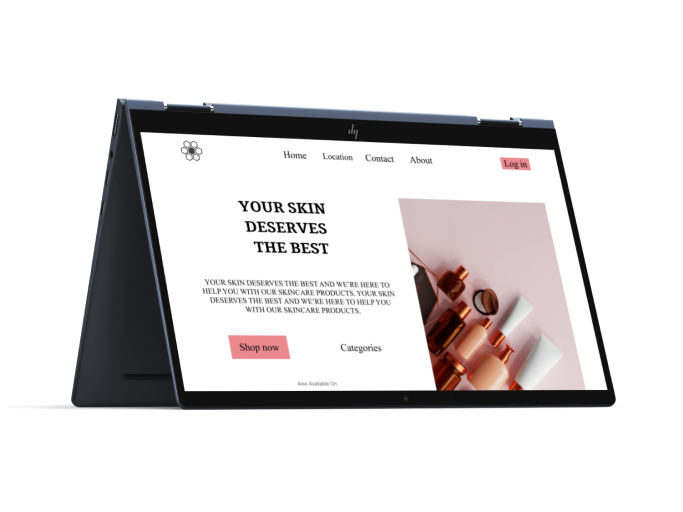 hp
Home Location Contact About Log in
YOUR SKIN
DESERVES
THE BEST
YOUR SKIN DESERVES THE BEST AND WE'RE HERE TO
HELP YOU WITH OUR SKINCARE PRODUCTS. YOUR SKIN
DESERVES THE BEST AND WE'RE HERE TO HELP YOU
WITH OUR SKINCARE PRODUCTS.
Shop now Categories
Also Available On